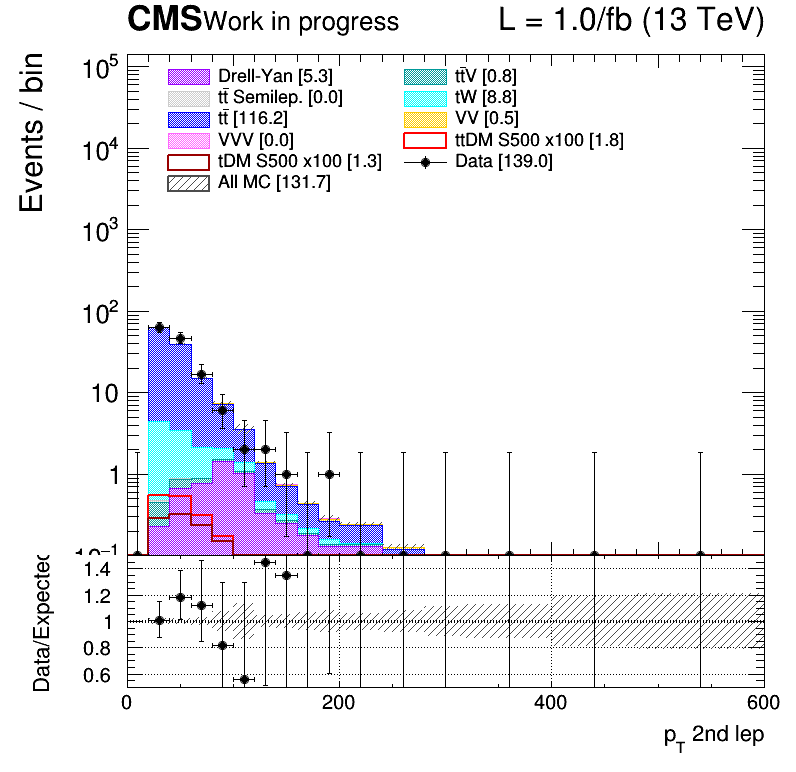 CMS Work in progress L = 1.0/fb (13 TeV)
Events / bin
10⁵
10⁴
10³
10²
10
1
10⁻¹
Drell-Yan [5.3]
tt̄ Semilep. [0.0]
tt̄ [116.2]
VVV [0.0]
tDM S500 x100 [1.3]
All MC [131.7]
tt̄V [0.8]
tW [8.8]
VV [0.5]
ttDM S500 x100 [1.8]
Data [139.0]
Data/Expected
1.4
1.2
1
0.8
0.6
0 200 400 600
p_T 2nd lep